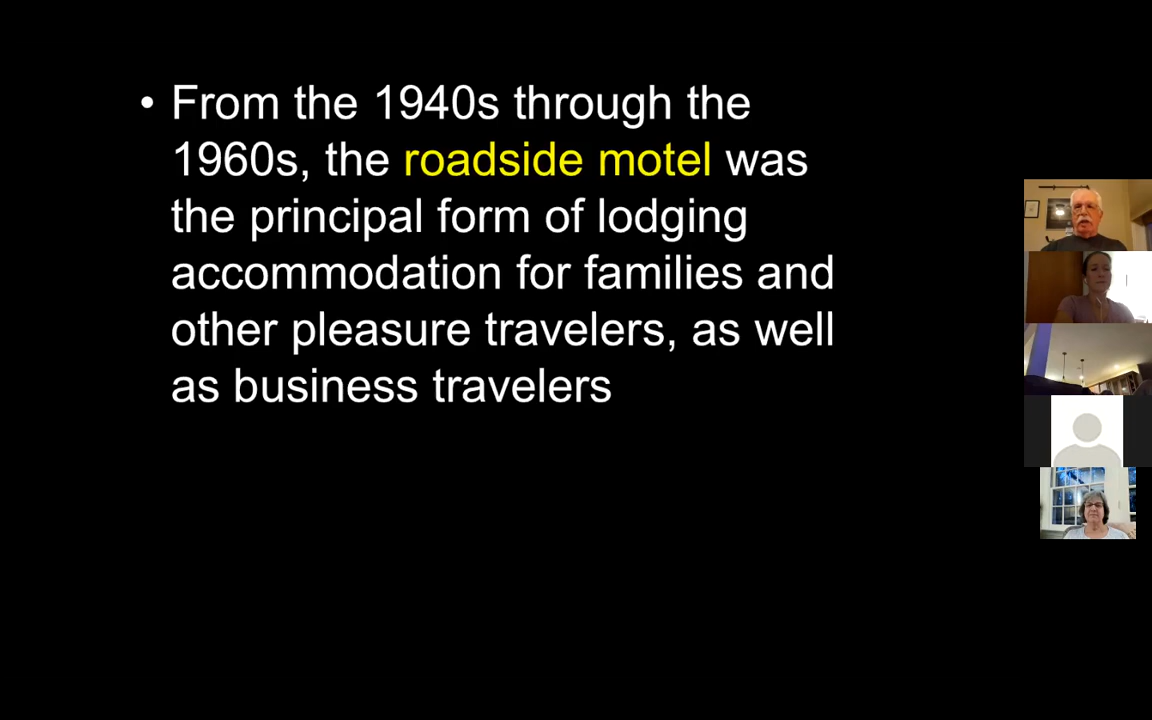 • From the 1940s through the
1960s, the roadside motel was
the principal form of lodging
accommodation for families and
other pleasure travelers, as well
as business travelers